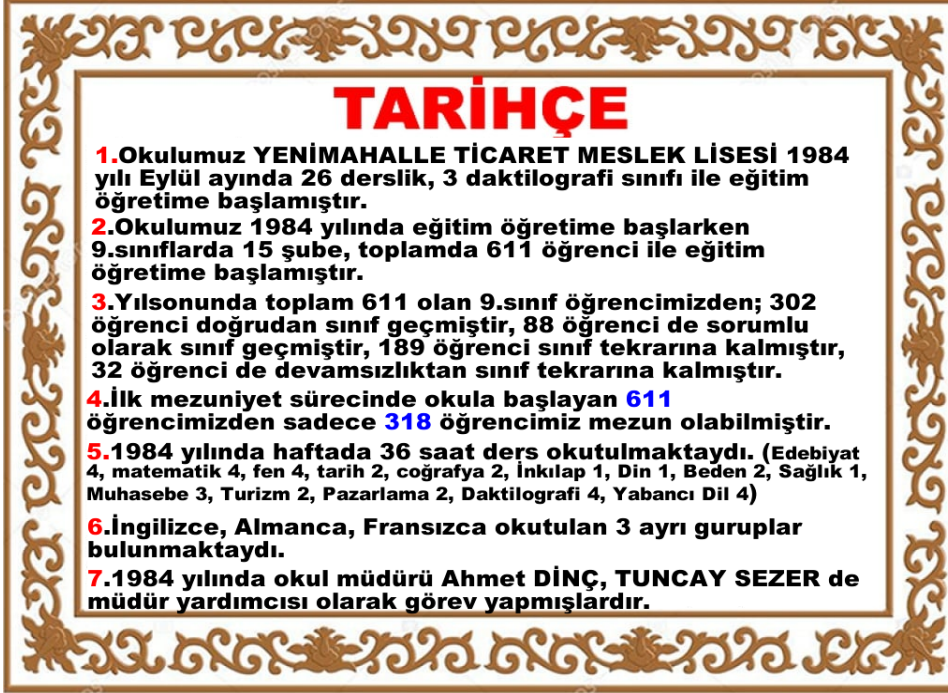 TARİHÇE
1.Okulumuz YENİMAHALLE TİCARET MESLEK LİSESİ 1984
yılı Eylül ayında 26 derslik, 3 daktilografi sınıfı ile eğitim
öğretime başlamıştır.
2.Okulumuz 1984 yılında eğitim öğretime başlarken
9.sınıflarda 15 şube, toplamda 611 öğrenci ile eğitim
öğretime başlamıştır.
3.Yılsonunda toplam 611 olan 9.sınıf öğrencimizden; 302
öğrenci doğrudan sınıf geçmiştir, 88 öğrenci de sorumlu
olarak sınıf geçmiştir, 189 öğrenci sınıf tekrarına kalmıştır,
32 öğrenci de devamsızlıktan sınıf tekrarına kalmıştır.
4.İlk mezuniyet sürecinde okula başlayan 611
öğrencimizden sadece 318 öğrencimiz mezun olabilmiştir.
5.1984 yılında haftada 36 saat ders okutulmaktaydı. (Edebiyat
4, matematik 4, fen 4, tarih 2, coğrafya 2, İnkılap 1, Din 1, Beden 2, Sağlık 1,
Muhasebe 3, Turizm 2, Pazarlama 2, Daktilografi 4, Yabancı Dil 4)
6.İngilizce, Almanca, Fransızca okutulan 3 ayrı guruplar
bulunmaktaydı.
7.1984 yılında okul müdürü Ahmet DİNÇ, TUNCAY SEZER de
müdür yardımcısı olarak görev yapmışlardır.